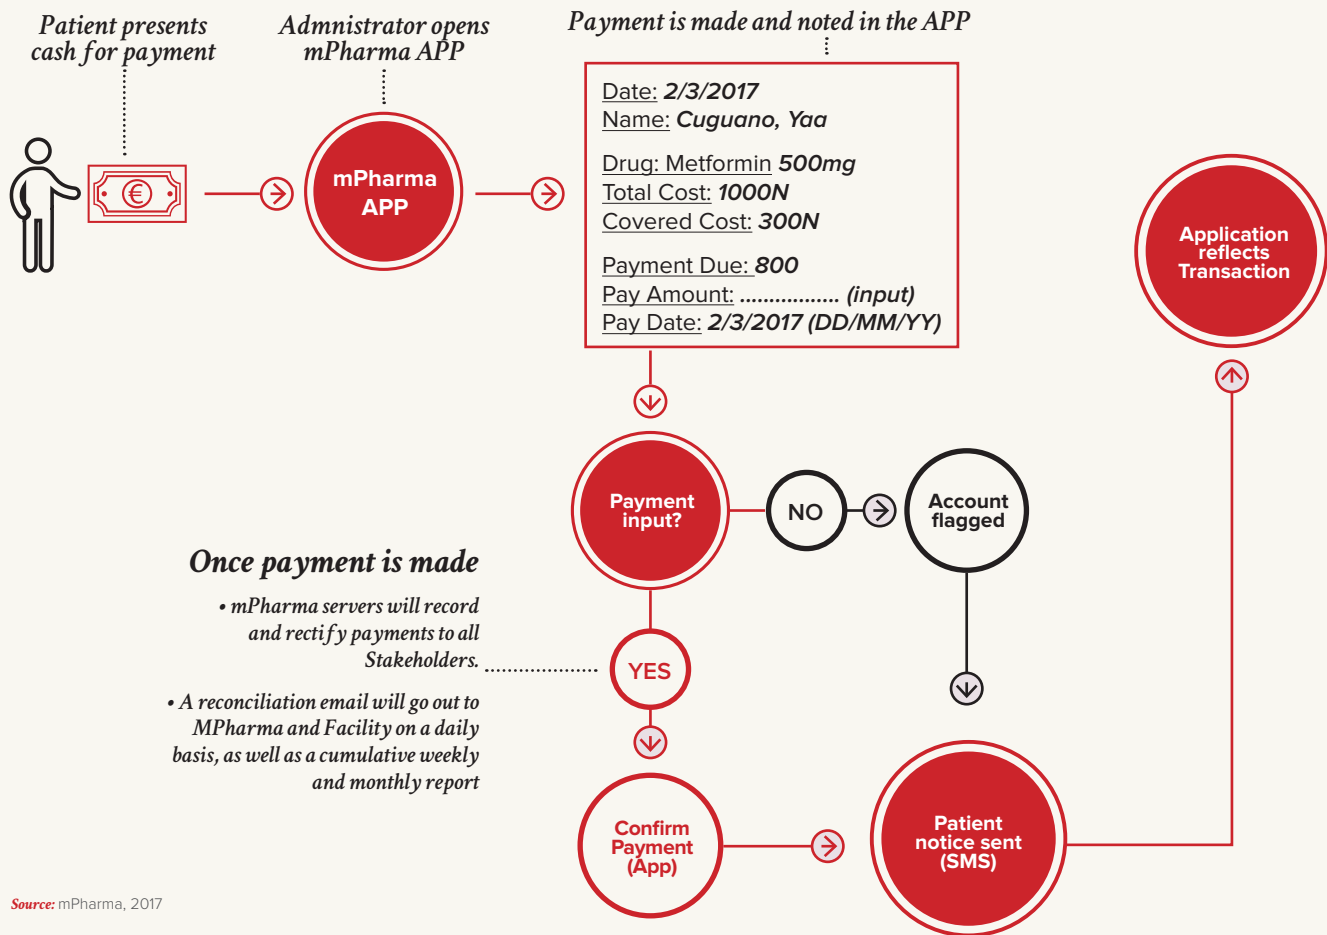 Patient presents
cash for payment
Admnistrator opens
mPharma APP
Payment is made and noted in the APP
€
mPharma
APP
Date: 2/3/2017
Name: Cuguano, Yaa
Drug: Metformin 500mg
Total Cost: 1000N
Covered Cost: 300N
Payment Due: 800
Pay Amount: ................. (input)
Pay Date: 2/3/2017 (DD/MM/YY)
Application
reflects
Transaction
Payment
input?
NO
Account
flagged
Once payment is made
• mPharma servers will record
and rectify payments to all
Stakeholders.
• A reconciliation email will go out to
MPharma and Facility on a daily
basis, as well as a cumulative weekly
and monthly report
YES
Confirm
Payment
(App)
Patient
notice sent
(SMS)
Source: mPharma, 2017